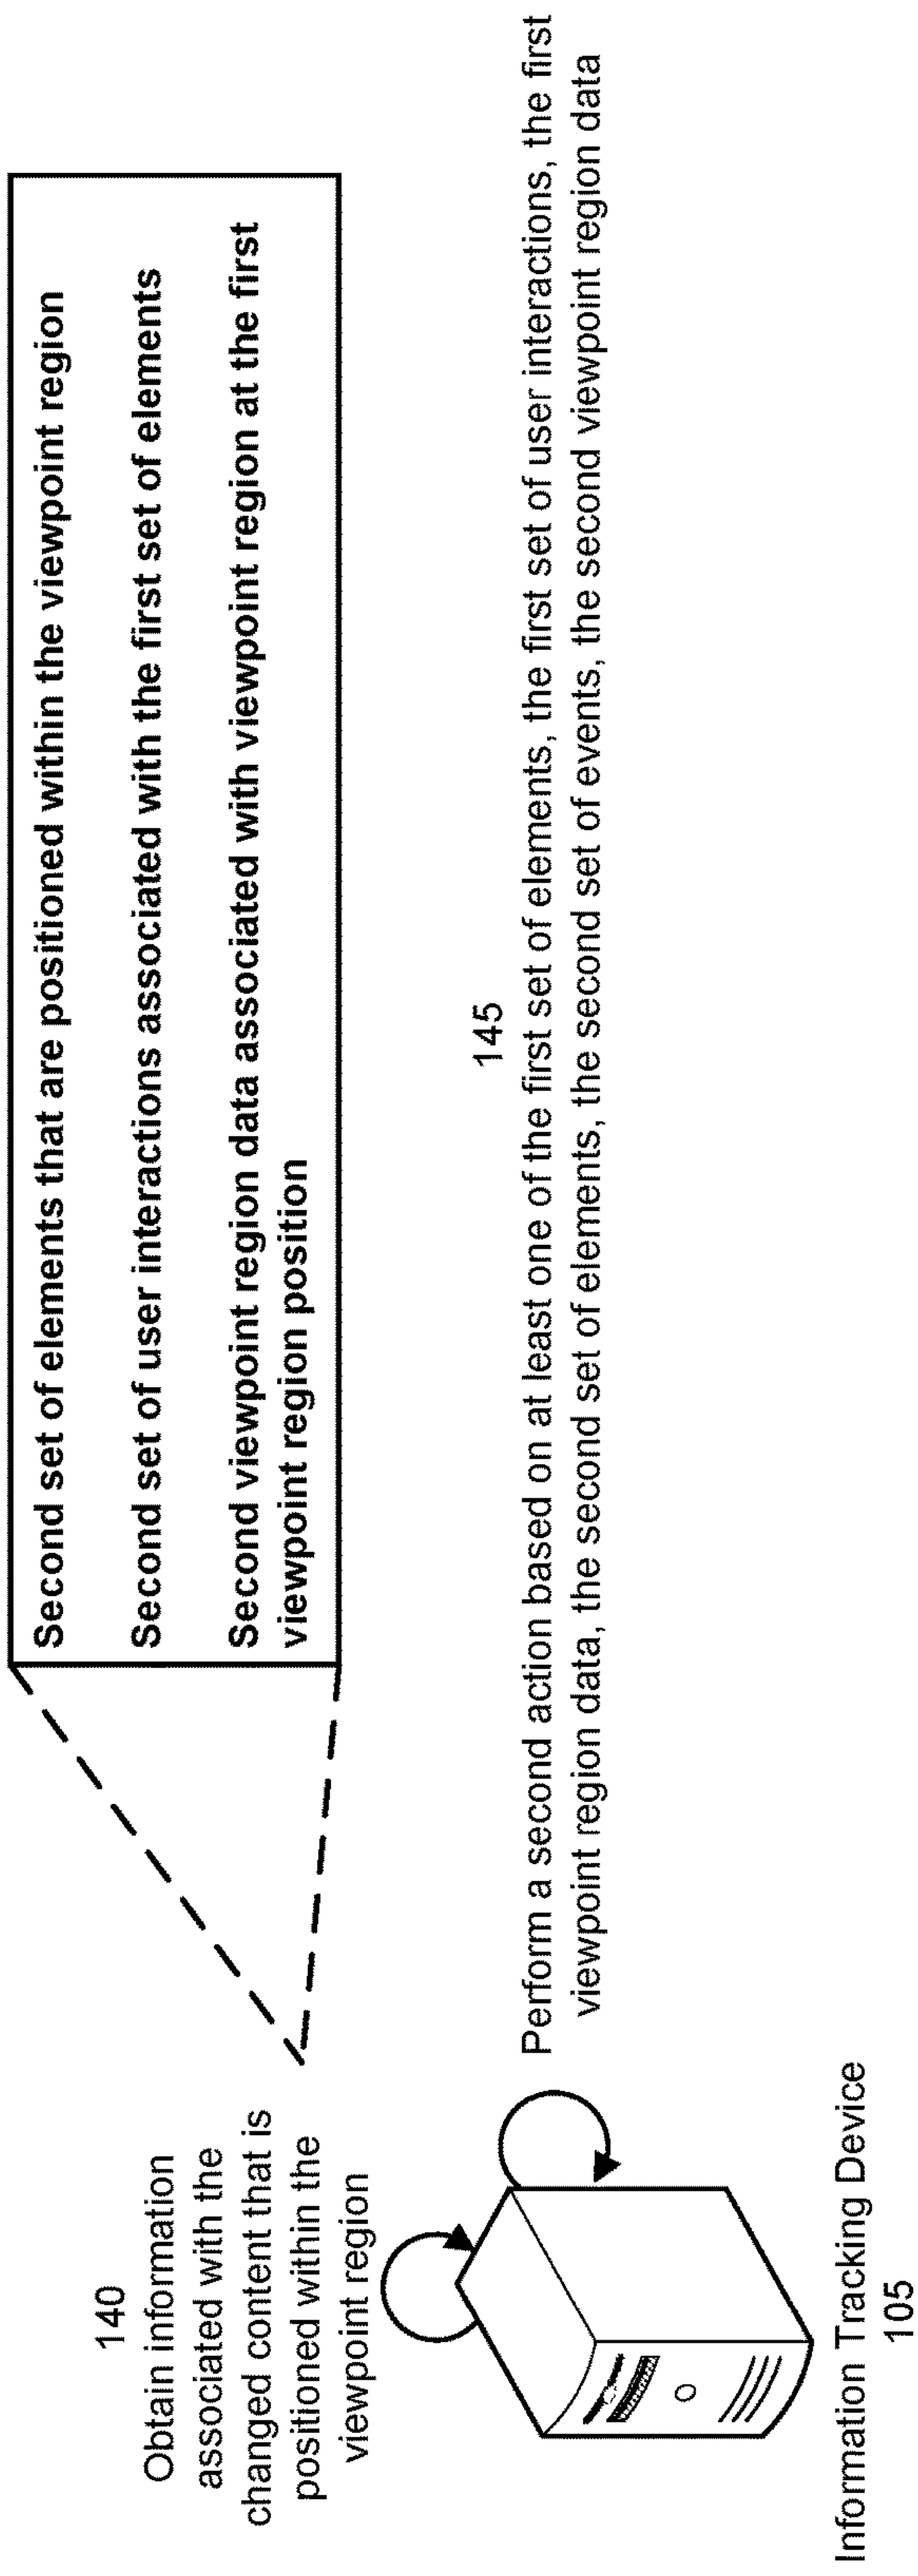 140
Obtain information
associated with the
changed content that is
positioned within the
viewpoint region
Second set of elements that are positioned within the viewpoint region
Second set of user interactions associated with the first set of elements
Second viewpoint region data associated with viewpoint region at the first
viewpoint region position
145
Perform a second action based on at least one of the first set of elements, the first set of user interactions, the first
viewpoint region data, the second set of elements, the second set of events, the second viewpoint region data
Information Tracking Device
105